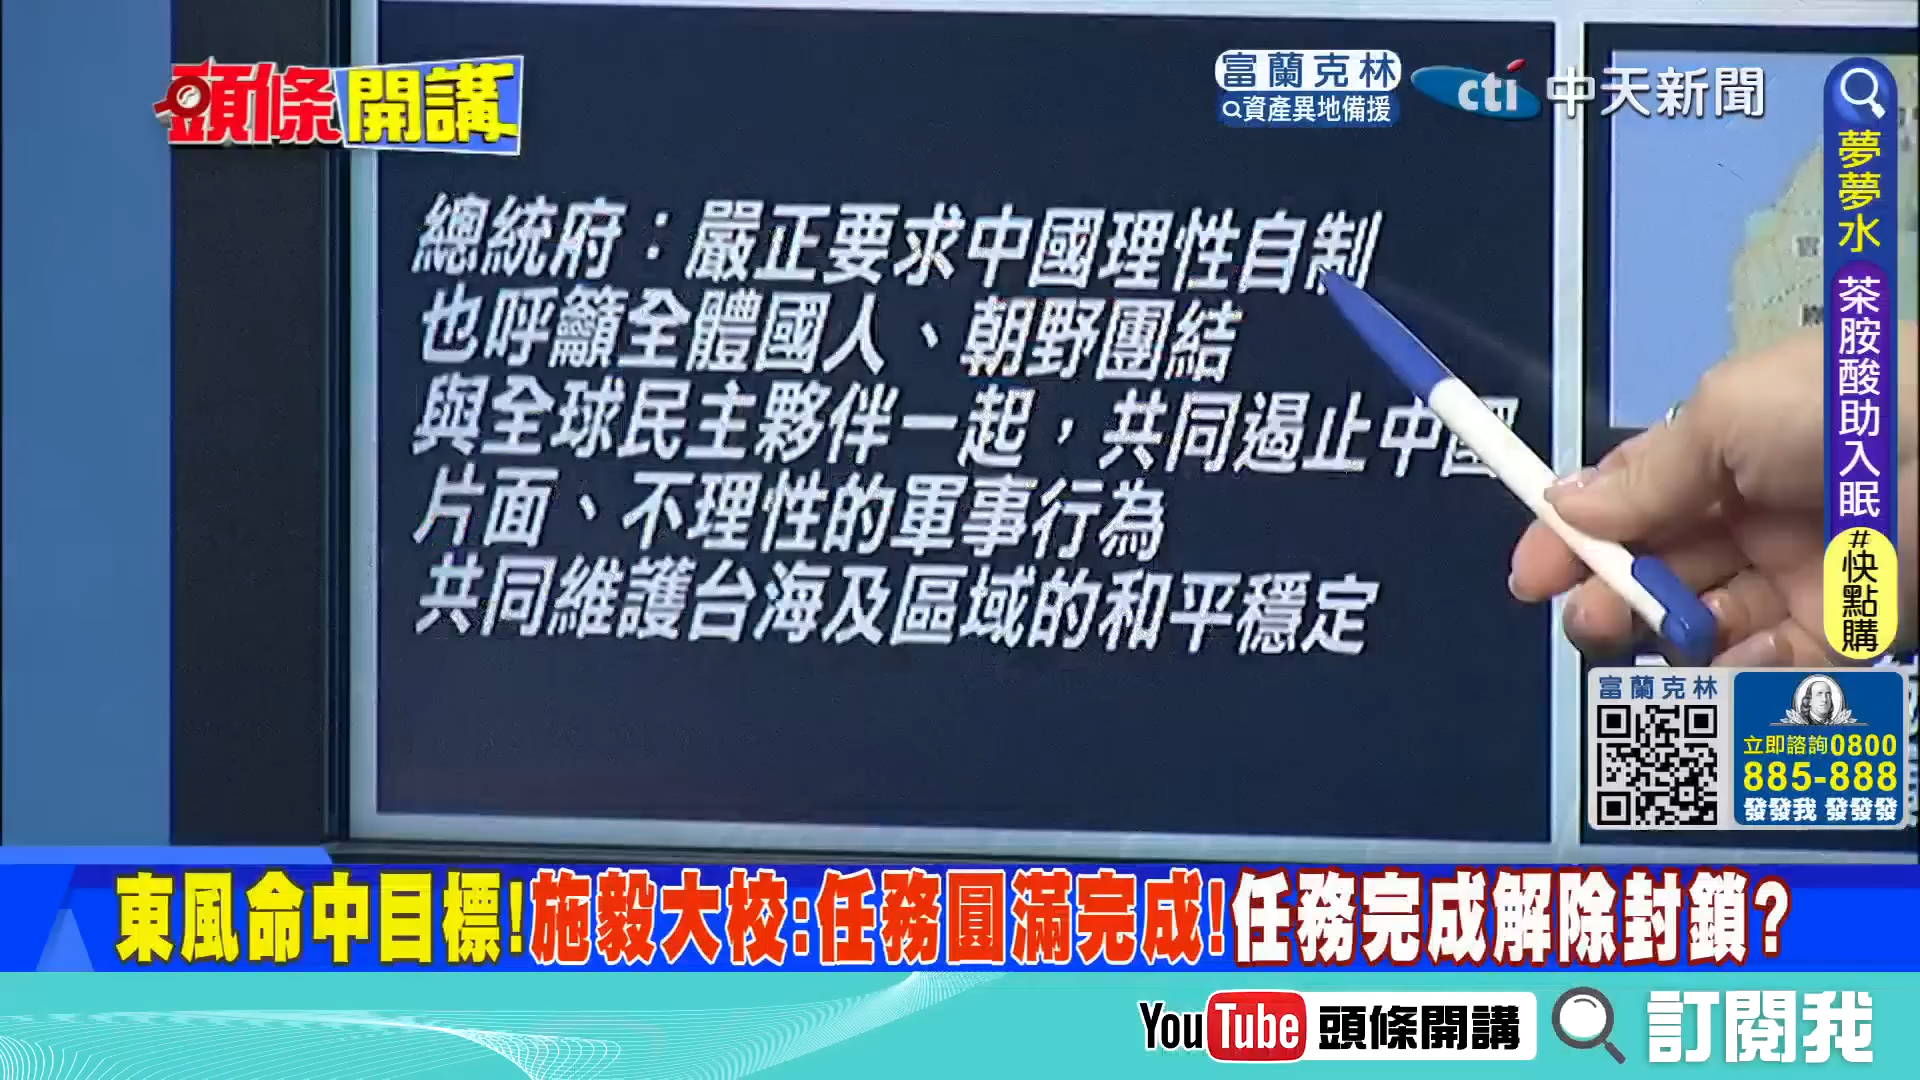 頭條開講
富蘭克林
資產異地備援
cti 中天新聞
總統府：嚴正要求中國理性自制
也呼籲全體國人、朝野團結
與全球民主夥伴一起，共同遏止中國
片面、不理性的軍事行為
共同維護台海及區域的和平穩定
夢夢水
茶胺酸助入眠
#快點購
富蘭克林
立即諮詢0800
885-888
發發我 發發發
東風命中目標!施毅大校:任務圓滿完成!任務完成解除封鎖?
YouTube 頭條開講 訂閱我